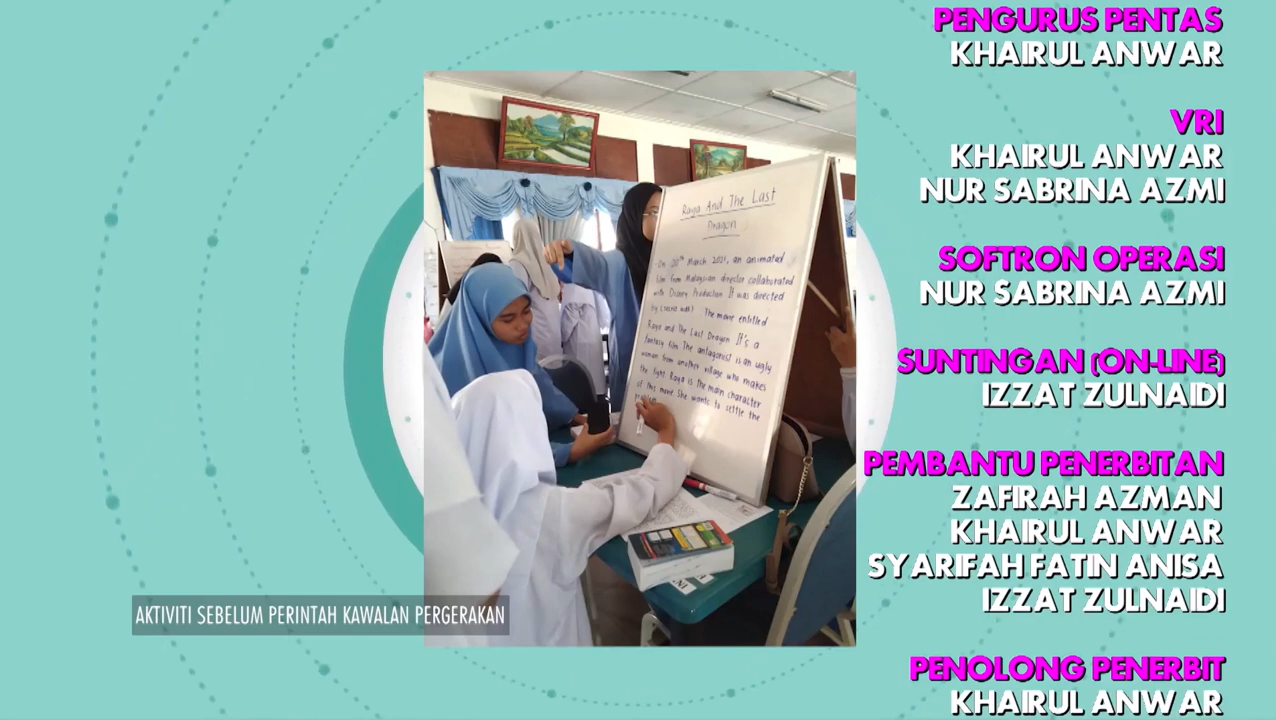 PENGURUS PENTAS
KHAIRUL ANWAR
VRI
KHAIRUL ANWAR
NUR SABRINA AZMI
SOFTRON OPERASI
NUR SABRINA AZMI
SUNTINGAN (ON-LINE)
IZZAT ZULNAIDI
PEMBANTU PENERBITAN
ZAFIRAH AZMAN
KHAIRUL ANWAR
SYARIFAH FATIN ANISA
IZZAT ZULNAIDI
PENOLONG PENERBIT
KHAIRUL ANWAR
Raya And The Last
Dragon
On 20th March 2021, an animated
film from Malaysian director collaborated
with Disney Production It was directed
by The movie entitled
Raya and The Last Dragon It's a
fantasy film The antagonist is an ugly
woman from another village who makes
the fight Raya is the main character
of this movie. She wants to settle the
AKTIVITI SEBELUM PERINTAH KAWALAN PERGERAKAN